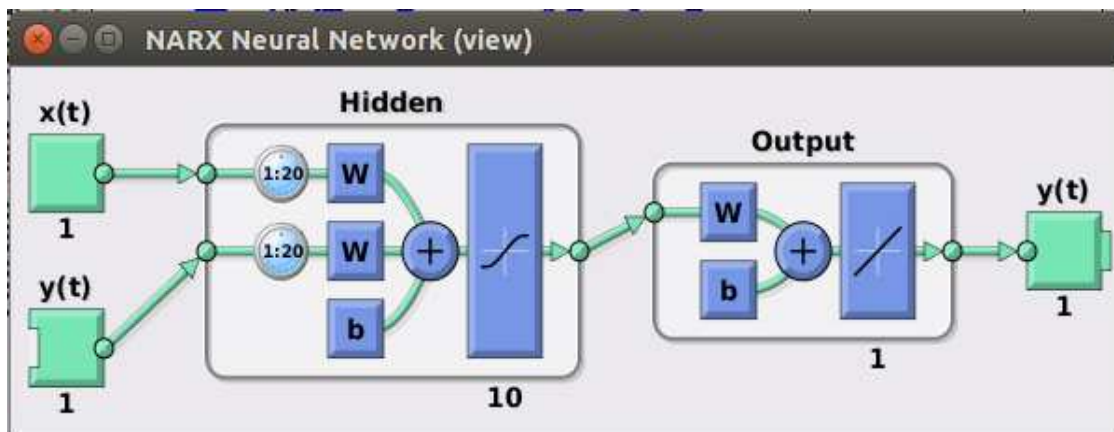 NARX Neural Network (view)
Hidden
x(t)
1:20
W
1
Output
y(t)
1:20
W
+
b
10
W
+
b
1
y(t)
1
1